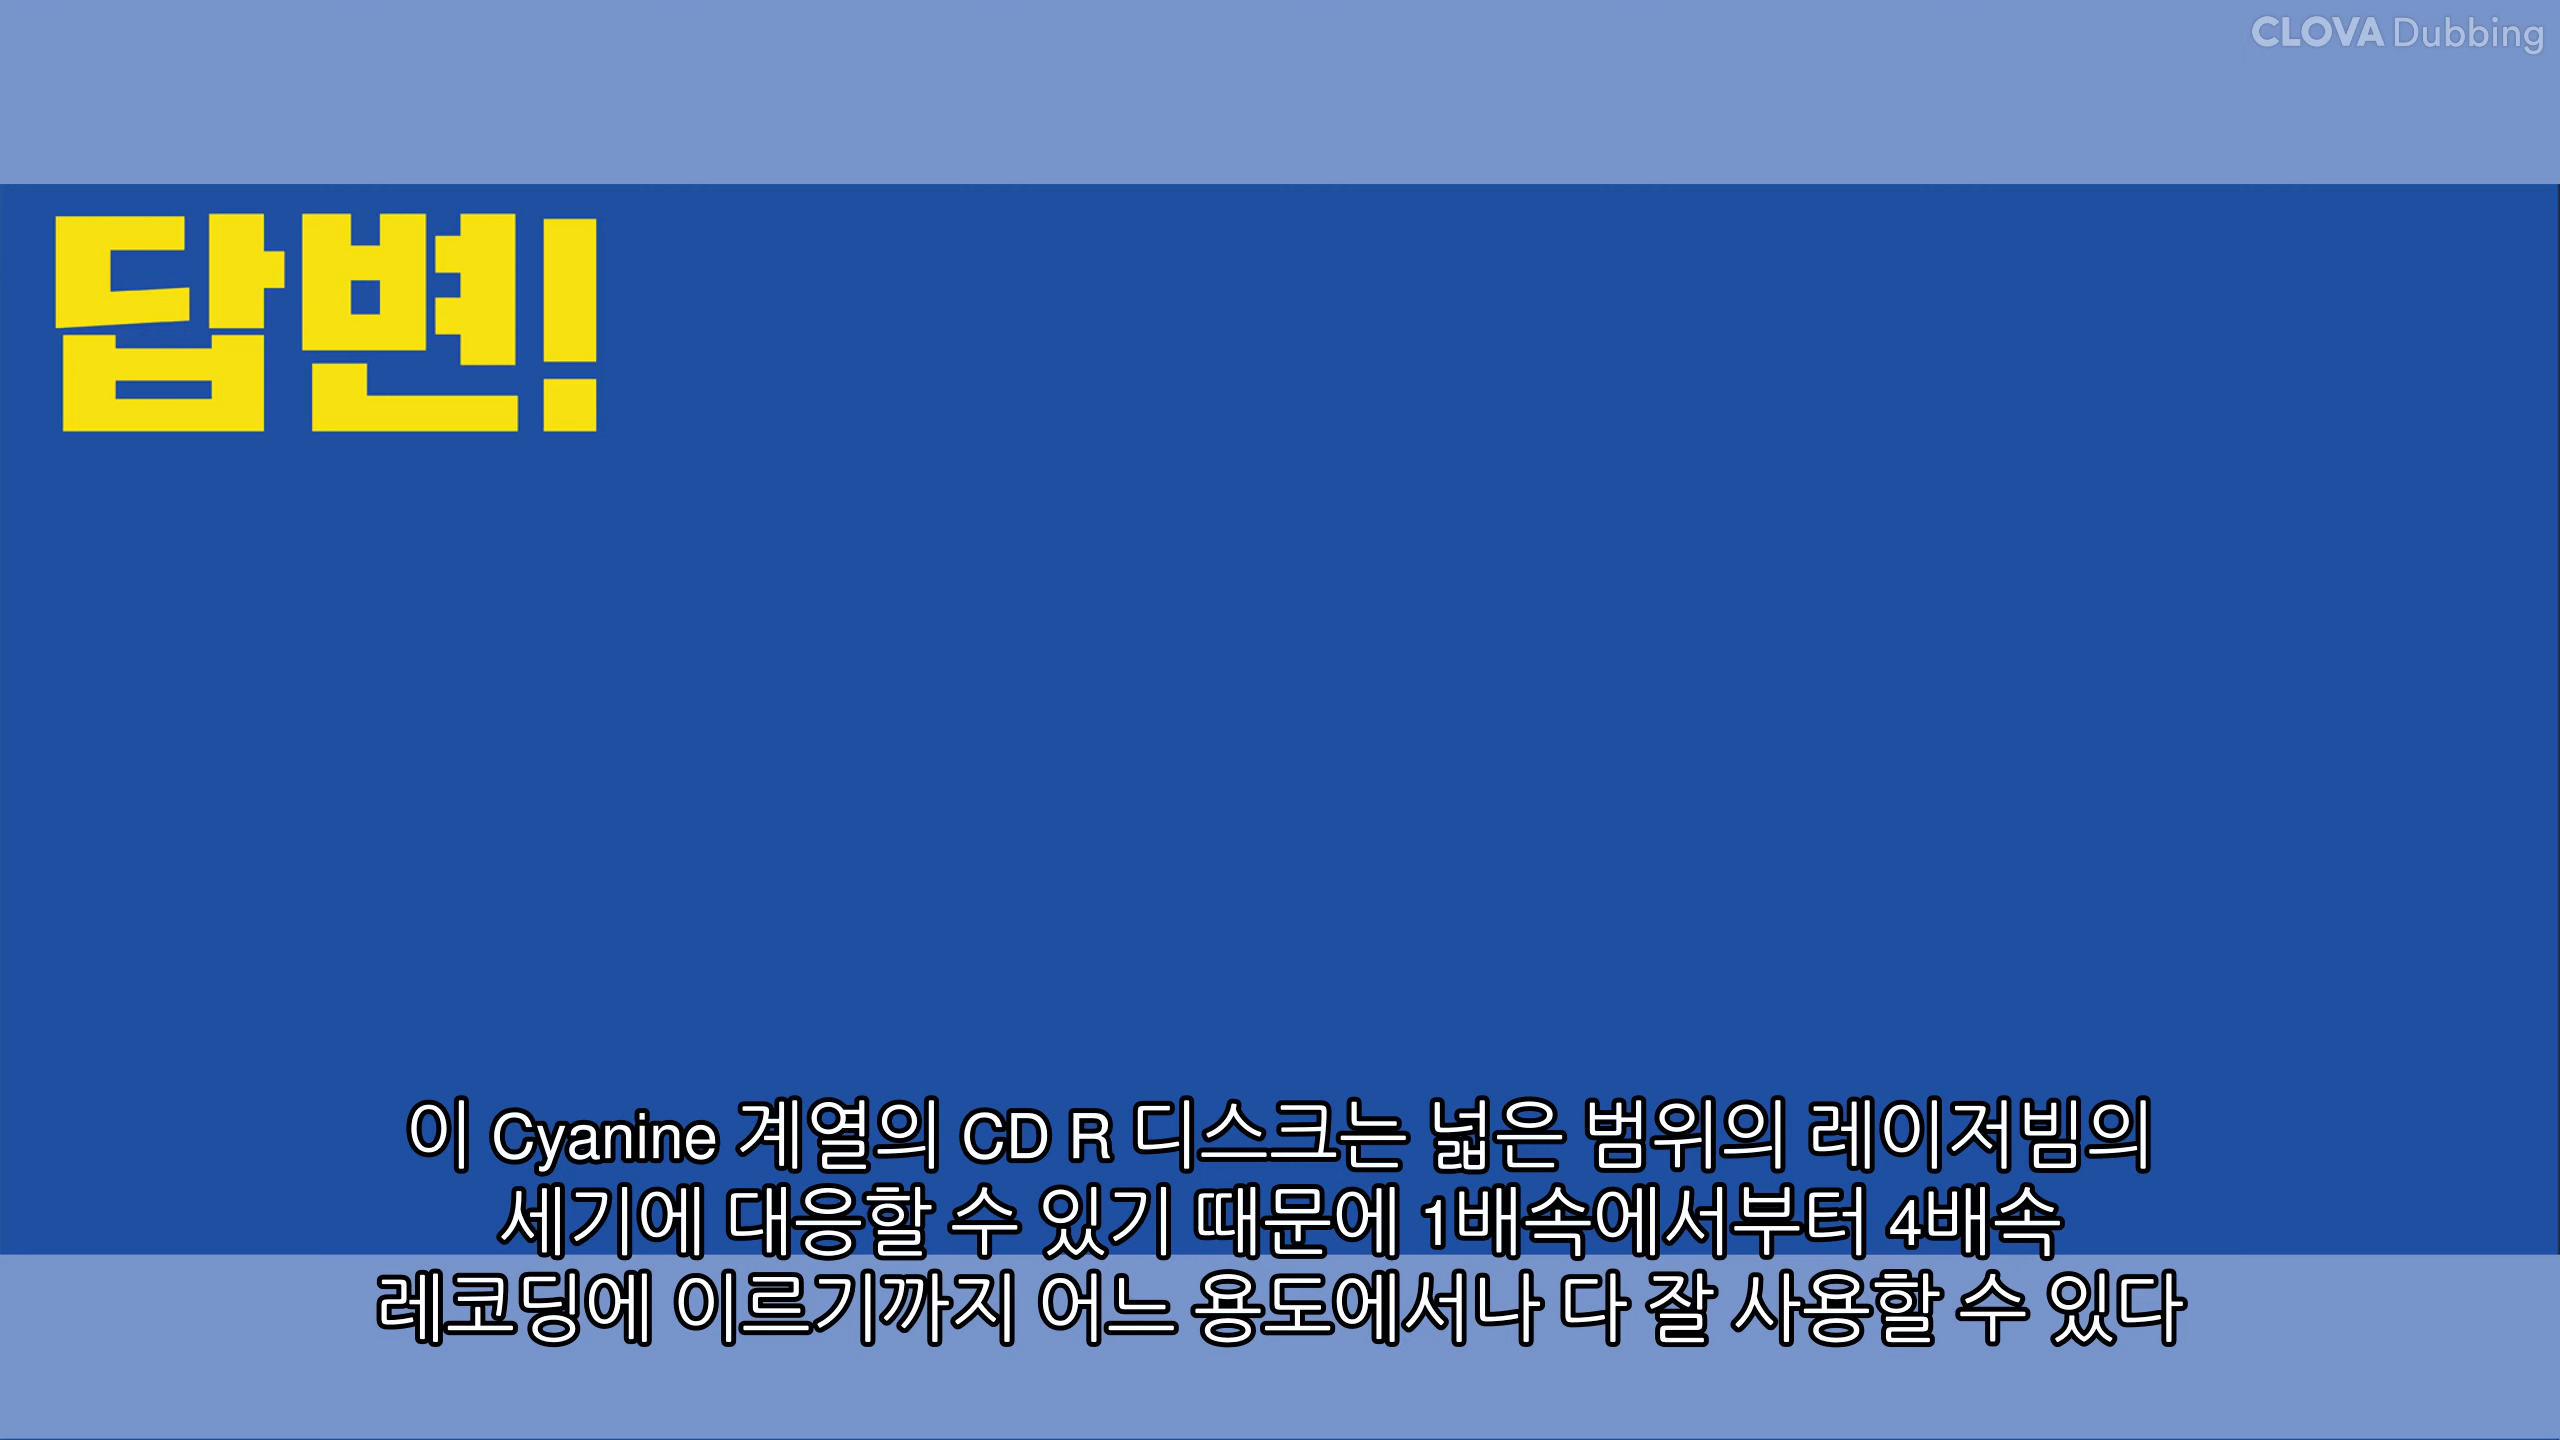 CLOVA Dubbing
답변!
이 Cyanine 계열의 CD R 디스크는 넓은 범위의 레이저빔의
세기에 대응할 수 있기 때문에 1배속에서부터 4배속
레코딩에 이르기까지 어느 용도에서나 다 잘 사용할 수 있다